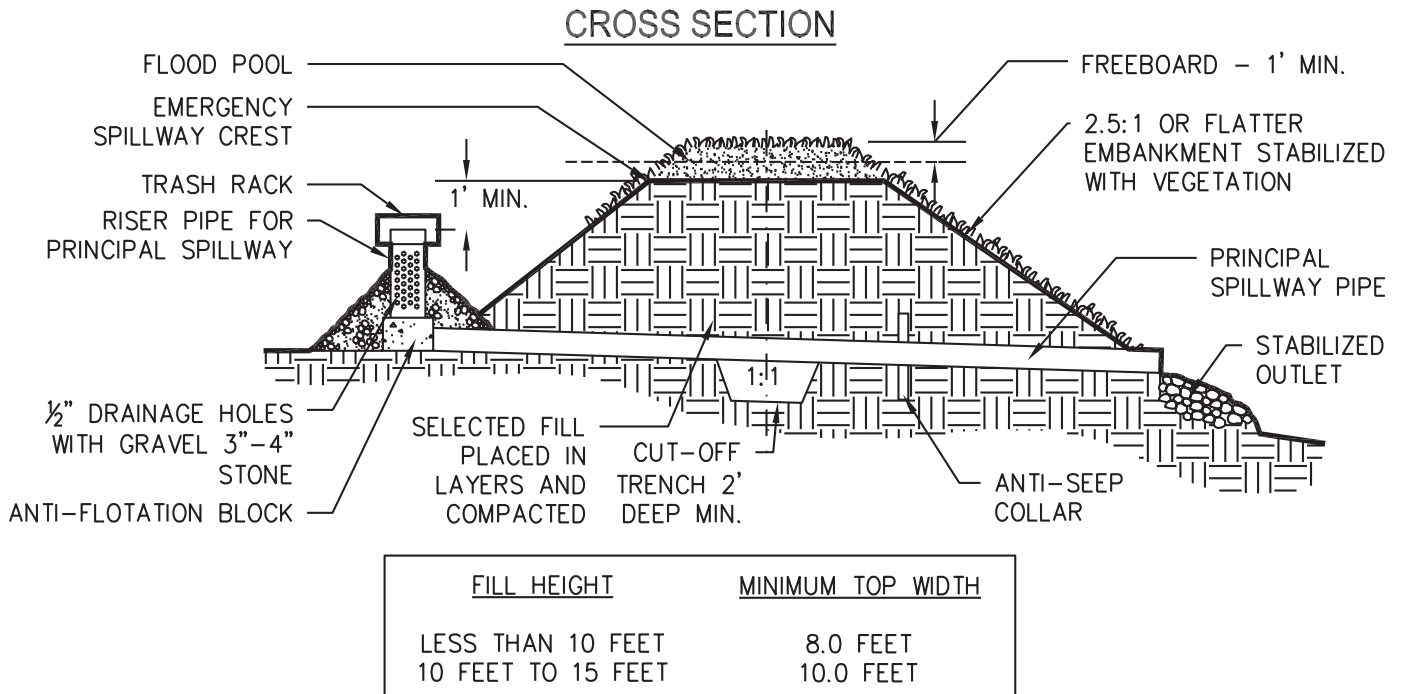 CROSS SECTION
FLOOD POOL
EMERGENCY
SPILLWAY CREST
TRASH RACK
RISER PIPE FOR
PRINCIPAL SPILLWAY
1' MIN.
FREEBOARD - 1' MIN.
2.5:1 OR FLATTER
EMBANKMENT STABILIZED
WITH VEGETATION
PRINCIPAL
SPILLWAY PIPE
STABILIZED
OUTLET
1:1
½" DRAINAGE HOLES
WITH GRAVEL 3"-4"
STONE
ANTI-FLOTATION BLOCK
SELECTED FILL
PLACED IN
LAYERS AND
COMPACTED
CUT-OFF
TRENCH 2'
DEEP MIN.
ANTI-SEEP
COLLAR
FILL HEIGHT MINIMUM TOP WIDTH
LESS THAN 10 FEET 8.0 FEET
10 FEET TO 15 FEET 10.0 FEET